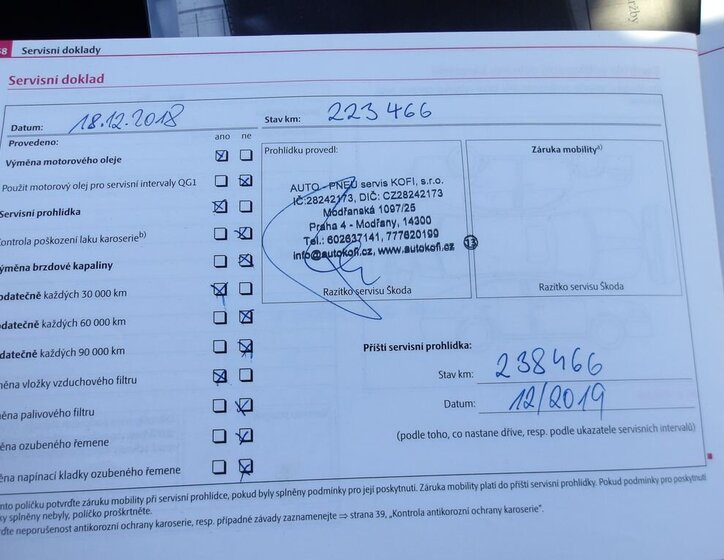 8 Servisní doklady
Servisní doklad
Datum: 18.12.2018 Stav km: 223 466
Provedeno: ano ne
Výměna motorového oleje
Použit motorový olej pro servisní intervaly QG1
Servisní prohlídka
Kontrola poškození laku karoserie b)
ýměna brzdové kapaliny
odatečně každých 30 000 km
datečně každých 60 000 km
datečně každých 90 000 km
ěna vložky vzduchového filtru
ěna palivového filtru
ěna ozubeného řemene
ěna napínací kladky ozubeného řemene
Prohlídku provedl:
AUTO - PNEU servis KOFI, s.r.o.
IČ:28242173, DIČ: CZ28242173
Modřanská 1097/25
Praha 4 - Modřany, 14300
Tel.: 602637141, 777620199
info@autokofi.cz, www.autokofi.cz 13
Razítko servisu Škoda
Záruka mobility a)
Razítko servisu Škoda
Příští servisní prohlídka:
Stav km: 238466
Datum: 12/2019
(podle toho, co nastane dříve, resp. podle ukazatele servisních intervalů)
nto políčku potvrďte záruku mobility při servisní prohlídce, pokud byly splněny podmínky pro její poskytnutí. Záruka mobility platí do příští servisní prohlídky. Pokud podmínky pro poskytnutí
ky splněny nebyly, políčko proškrtněte.
ďte neporušenost antikorozní ochrany karoserie, resp. případné závady zaznamenejte ⇒ strana 39, „Kontrola antikorozní ochrany karoserie".